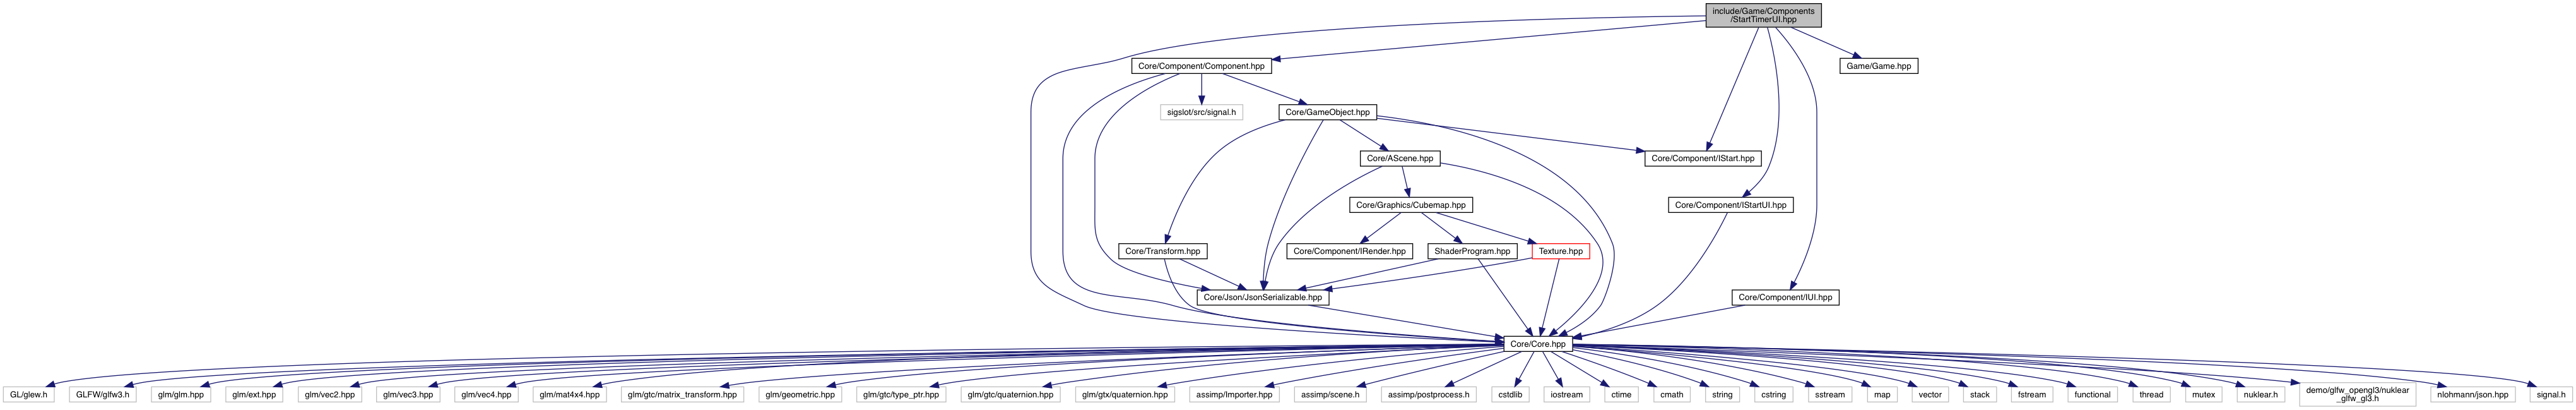 include/Game/Components
/StartTimerUI.hpp
Core/Component/Component.hpp
Game/Game.hpp
sigslot/src/signal.h
Core/GameObject.hpp
Core/AScene.hpp
Core/Component/IStart.hpp
Core/Graphics/Cubemap.hpp
Core/Component/IStartUI.hpp
Core/Transform.hpp
Core/Component/IRender.hpp
ShaderProgram.hpp
Texture.hpp
Core/Json/JsonSerializable.hpp
Core/Component/IUI.hpp
Core/Core.hpp
GL/glew.h
GLFW/glfw3.h
glm/glm.hpp
glm/ext.hpp
glm/vec2.hpp
glm/vec3.hpp
glm/vec4.hpp
glm/mat4x4.hpp
glm/gtc/matrix_transform.hpp
glm/geometric.hpp
glm/gtc/type_ptr.hpp
glm/gtc/quaternion.hpp
glm/gtx/quaternion.hpp
assimp/Importer.hpp
assimp/scene.h
assimp/postprocess.h
cstdlib
iostream
ctime
cmath
string
cstring
sstream
map
vector
stack
fstream
functional
thread
mutex
nuklear.h
demo/glfw_opengl3/nuklear
_glfw_gl3.h
nlohmann/json.hpp
signal.h